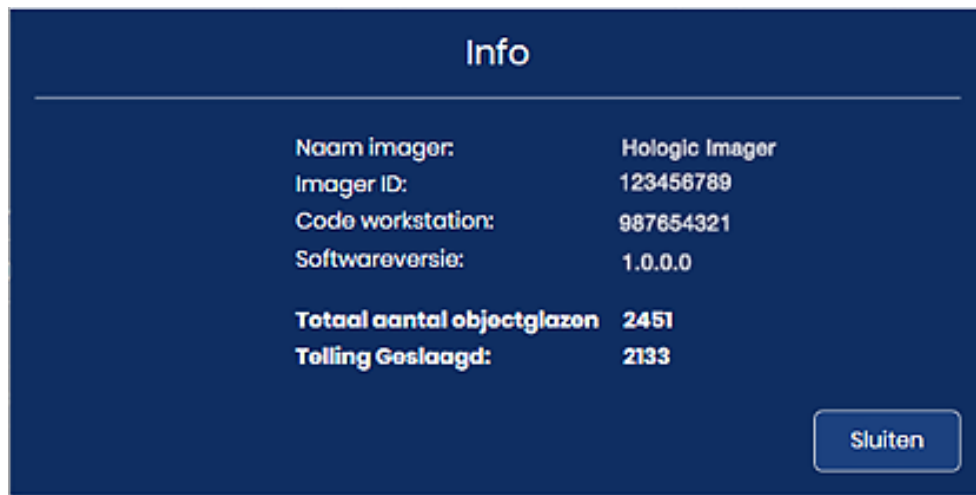 Info
Naam imager: Hologic Imager
Imager ID: 123456789
Code workstation: 987654321
Softwareversie: 1.0.0.0
Totaal aantal objectglazen 2451
Telling Geslaagd: 2133
Sluiten